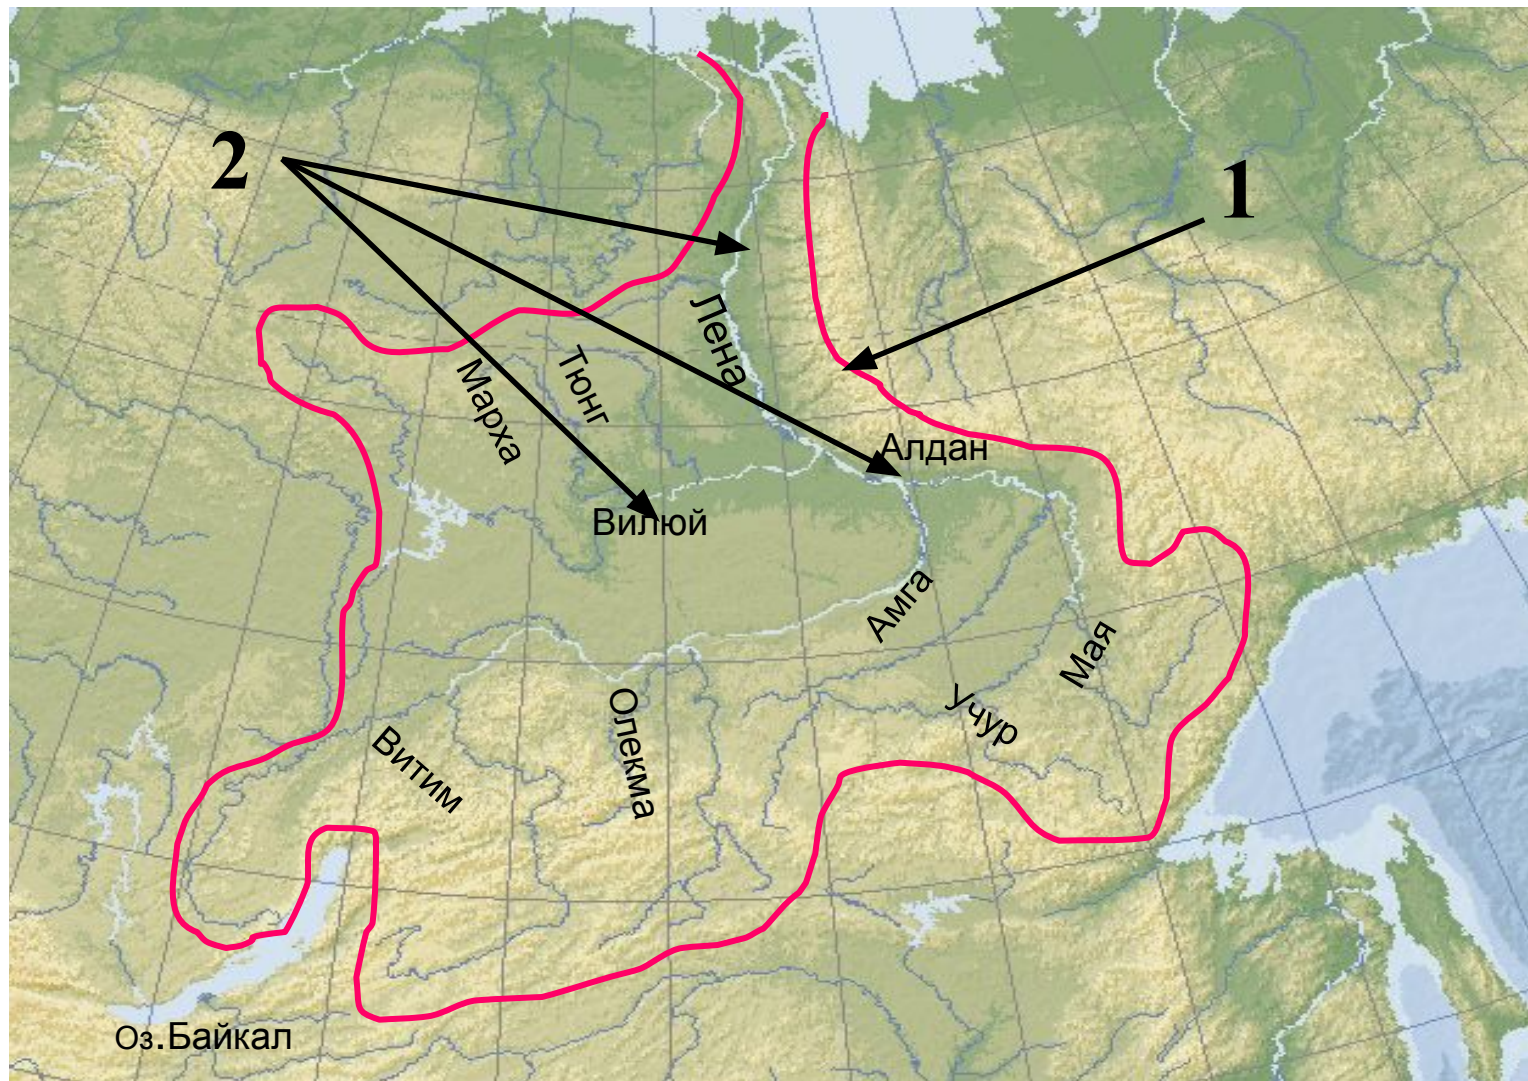 2
1
Лена
Тюнг
Марха
Алдан
Вилюй
Амга
Мая
Учур
Олекма
Витим
Оз.Байкал